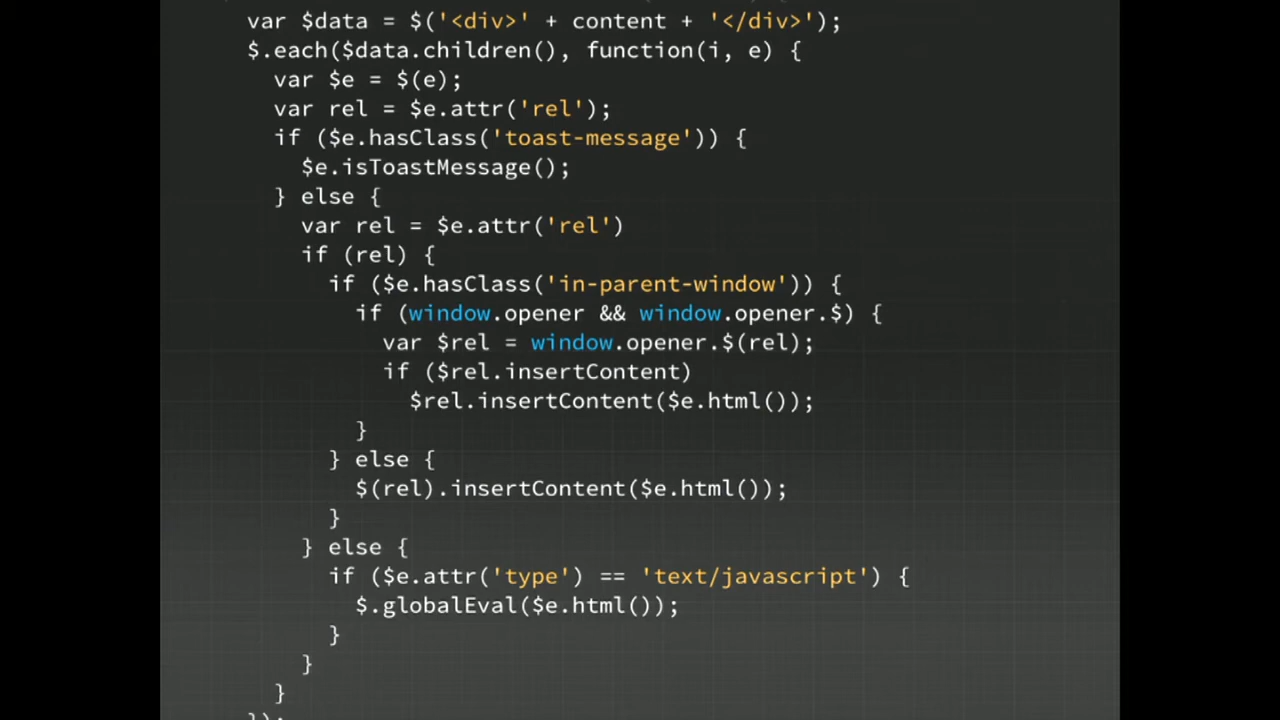 var $data = $('<div>' + content + '</div>');
$.each($data.children(), function(i, e) {
var $e = $(e);
var rel = $e.attr('rel');
if ($e.hasClass('toast-message')) {
$e.isToastMessage();
} else {
var rel = $e.attr('rel')
if (rel) {
if ($e.hasClass('in-parent-window')) {
if (window.opener && window.opener.$) {
var $rel = window.opener.$(rel);
if ($rel.insertContent)
$rel.insertContent($e.html());
}
} else {
$(rel).insertContent($e.html());
}
} else {
if ($e.attr('type') == 'text/javascript') {
$.globalEval($e.html());
}
}
}
});